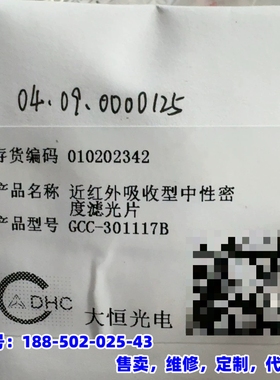 04.09.0000125
存货编码 010202342
产品名称 近红外吸收型中性密
度滤光片
产品型号 GCC-301117B
DHC 大恒光电
号: 188-502-025-43
售卖，维修，定制，代